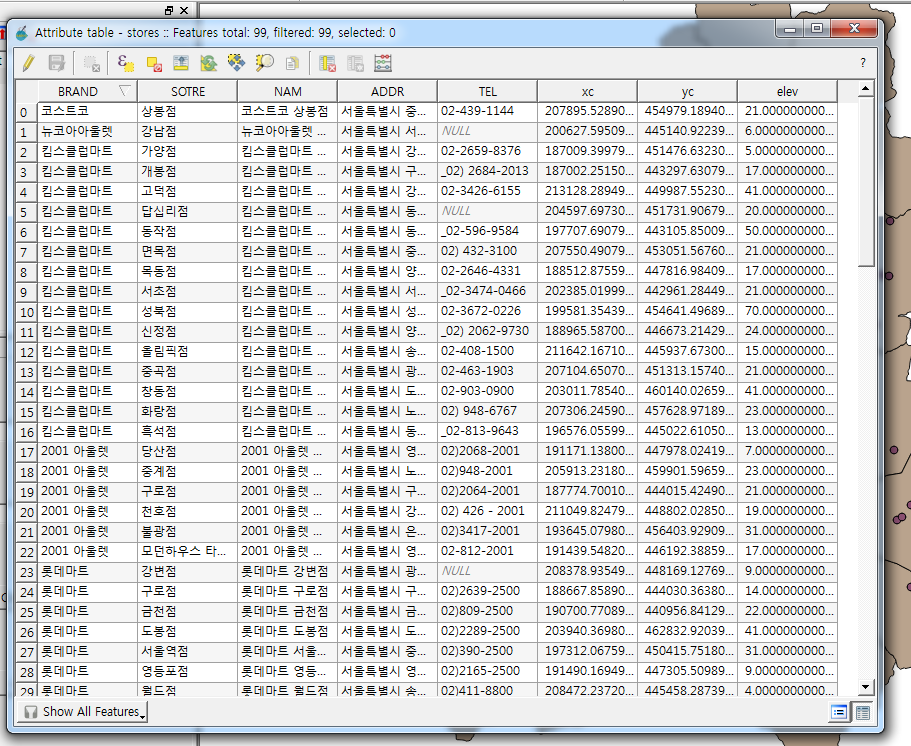 Attribute table - stores :: Features total: 99, filtered: 99, selected: 0
?
BRAND SOTRE NAM ADDR TEL xc yc elev
0 코스트코 상봉점 코스트코 상봉점 서울특별시 중... 02-439-1144 207895.52890... 454979.18940... 21.000000000...
1 뉴코아아울렛 강남점 뉴코아아울렛 ... 서울특별시 서... NULL 200627.59509... 445140.92239... 6.0000000000...
2 킴스클럽마트 가양점 킴스클럽마트 ... 서울특별시 강... 02-2659-8376 187009.39979... 451476.63230... 5.0000000000...
3 킴스클럽마트 개봉점 킴스클럽마트 ... 서울특별시 구... _02) 2684-2013 187002.25150... 443297.63079... 17.000000000...
4 킴스클럽마트 고덕점 킴스클럽마트 ... 서울특별시 강... 02-3426-6155 213128.28949... 449987.55230... 41.000000000...
5 킴스클럽마트 답십리점 킴스클럽마트 ... 서울특별시 동... NULL 204597.69730... 451731.90679... 20.000000000...
6 킴스클럽마트 동작점 킴스클럽마트 ... 서울특별시 동... _02-596-9584 197707.69079... 443105.85009... 50.000000000...
7 킴스클럽마트 면목점 킴스클럽마트 ... 서울특별시 중... 02) 432-3100 207550.49079... 453051.56760... 21.000000000...
8 킴스클럽마트 목동점 킴스클럽마트 ... 서울특별시 양... 02-2646-4331 188512.87559... 447816.98409... 17.000000000...
9 킴스클럽마트 서초점 킴스클럽마트 ... 서울특별시 서... _02-3474-0466 202385.01999... 442961.28449... 21.000000000...
10 킴스클럽마트 성북점 킴스클럽마트 ... 서울특별시 성... 02-3672-0226 199581.35439... 454641.49689... 70.000000000...
11 킴스클럽마트 신정점 킴스클럽마트 ... 서울특별시 양... _02) 2062-9730 188965.58700... 446673.21429... 24.000000000...
12 킴스클럽마트 올림픽점 킴스클럽마트 ... 서울특별시 송... 02-408-1500 211642.16710... 445937.67300... 15.000000000...
13 킴스클럽마트 중곡점 킴스클럽마트 ... 서울특별시 광... 02-463-1903 207104.65070... 451313.15740... 21.000000000...
14 킴스클럽마트 창동점 킴스클럽마트 ... 서울특별시 도... 02-903-0900 203011.78540... 460140.02659... 41.000000000...
15 킴스클럽마트 화랑점 킴스클럽마트 ... 서울특별시 노... 02) 948-6767 207306.24590... 457628.97189... 23.000000000...
16 킴스클럽마트 흑석점 킴스클럽마트 ... 서울특별시 동... _02-813-9643 196576.05599... 445022.61050... 13.000000000...
17 2001 아울렛 당산점 2001 아울렛 ... 서울특별시 영... 02)2068-2001 191171.13800... 447978.02419... 7.0000000000...
18 2001 아울렛 중계점 2001 아울렛 ... 서울특별시 노... 02)948-2001 205913.23180... 459901.59659... 23.000000000...
19 2001 아울렛 구로점 2001 아울렛 ... 서울특별시 구... 02)2064-2001 187774.70010... 444015.42490... 21.000000000...
20 2001 아울렛 천호점 2001 아울렛 ... 서울특별시 강... 02) 426 - 2001 211049.82479... 448802.02850... 19.000000000...
21 2001 아울렛 불광점 2001 아울렛 ... 서울특별시 은... 02)3417-2001 193645.07980... 456403.92909... 31.000000000...
22 2001 아울렛 모던하우스 타... 2001 아울렛 ... 서울특별시 영... 02-812-2001 191439.54820... 446192.38859... 17.000000000...
23 롯데마트 강변점 롯데마트 강변점 서울특별시 광... NULL 208378.93549... 448169.12769... 9.0000000000...
24 롯데마트 구로점 롯데마트 구로점 서울특별시 구... 02)2639-2500 188667.85890... 444030.36380... 14.000000000...
25 롯데마트 금천점 롯데마트 금천점 서울특별시 금... 02)809-2500 190700.77089... 440956.84129... 22.000000000...
26 롯데마트 도봉점 롯데마트 도봉점 서울특별시 도... 02)2289-2500 203940.36980... 462832.92039... 41.000000000...
27 롯데마트 서울역점 롯데마트 서울... 서울특별시 중... 02)390-2500 197312.06759... 450415.75180... 31.000000000...
28 롯데마트 영등포점 롯데마트 영등... 서울특별시 영... 02)2165-2500 191490.16949... 447305.50989... 9.0000000000...
29 롯데마트 월드점 롯데마트 월드점 서울특별시 송... 02)411-8800 208472.23720... 445458.28739... 4.0000000000...
Show All Features